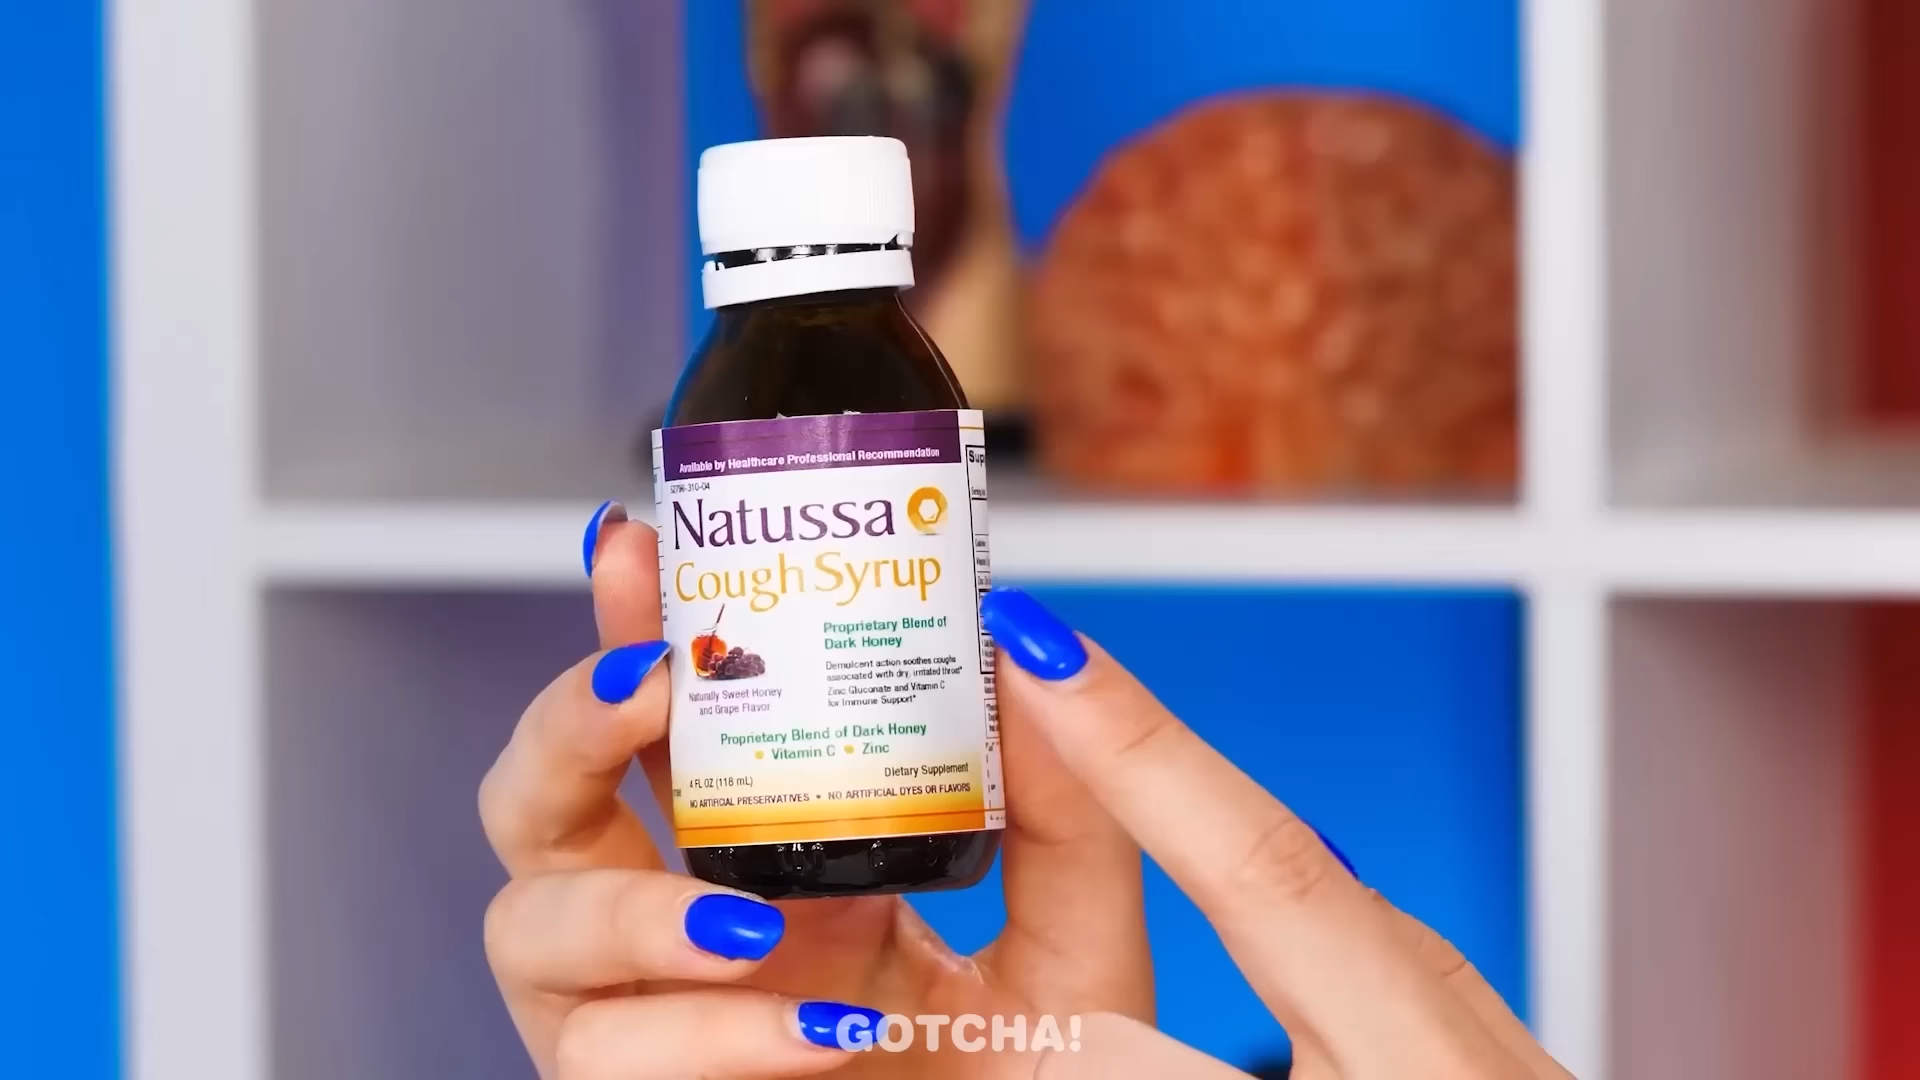 Available by Healthcare Professional Recommendation
52796-310-04
Natussa
Cough Syrup
Proprietary Blend of
Dark Honey
Demulcent action soothes coughs
associated with dry, irritated throat*
Zinc Gluconate and Vitamin C
for Immune Support*
Naturally Sweet Honey
and Grape Flavor
Proprietary Blend of Dark Honey
• Vitamin C • Zinc
Dietary Supplement
4 FL OZ (118 mL)
NO ARTIFICIAL PRESERVATIVES • NO ARTIFICIAL DYES OR FLAVORS
GOTCHA!